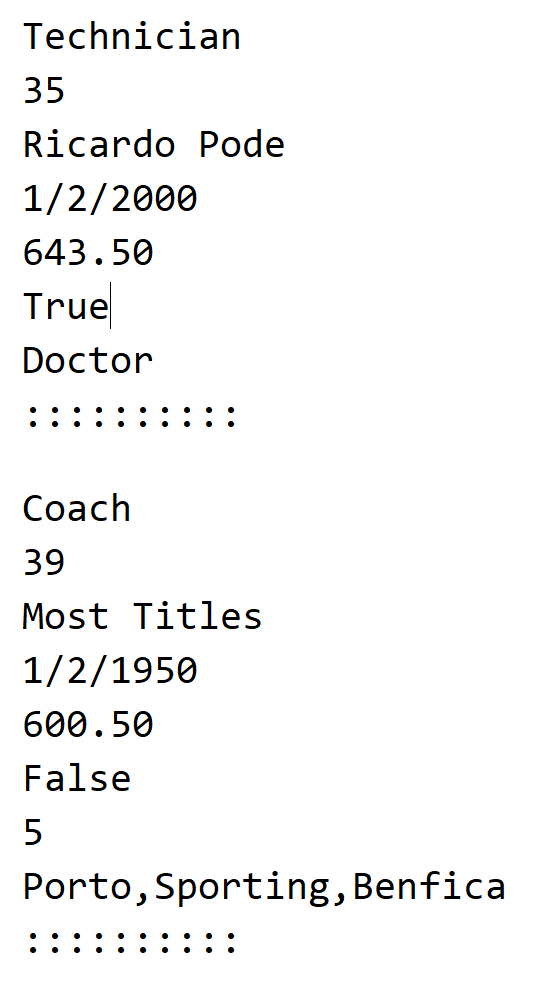 Technician
35
Ricardo Pode
1/2/2000
643.50
True
Doctor
::::::::::
Coach
39
Most Titles
1/2/1950
600.50
False
5
Porto,Sporting,Benfica
::::::::::